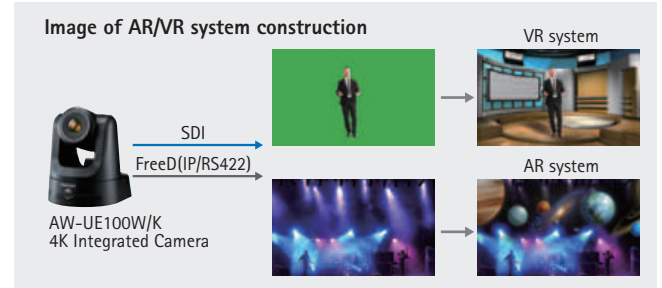 Image of AR/VR system construction
VR system
SDI
FreeD(IP/RS422)
AR system
AW-UE100W/K
4K Integrated Camera